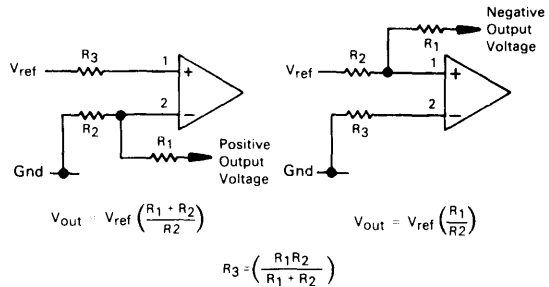 R3
Vref
1
+
2
−
R2
R1
Positive
Output
Voltage
Gnd
Vout = Vref (R1 + R2 / R2)
Negative
Output
Voltage
R1
R2
Vref
1
+
2
−
R3
Gnd
Vout = Vref (R1 / R2)
R3 = (R1R2 / R1 + R2)